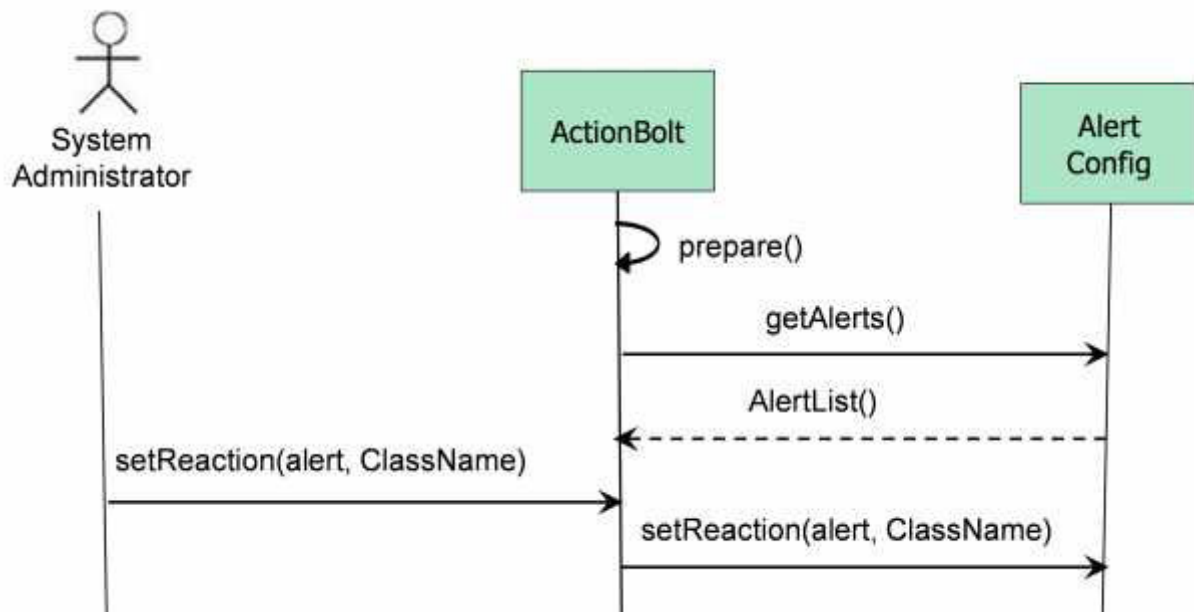 System
Administrator
ActionBolt
Alert
Config
prepare()
getAlerts()
AlertList()
setReaction(alert, ClassName)
setReaction(alert, ClassName)